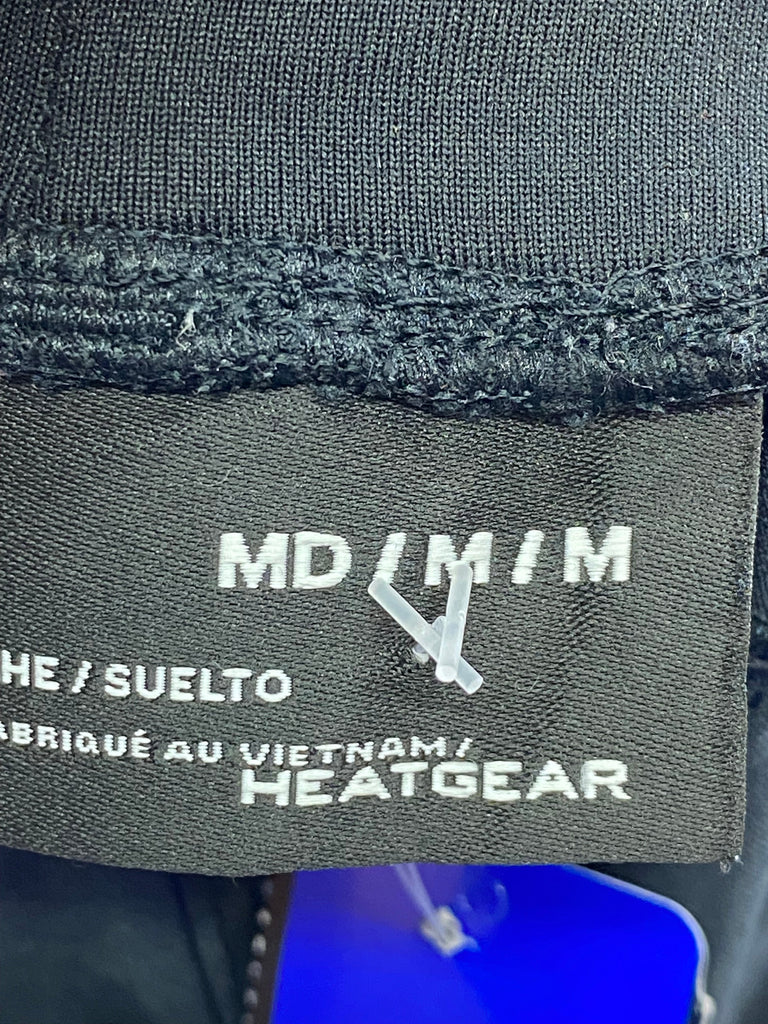 MD / M / M
HE / SUELTO
ABRIQUÉ AU VIETNAM/
HEATGEAR